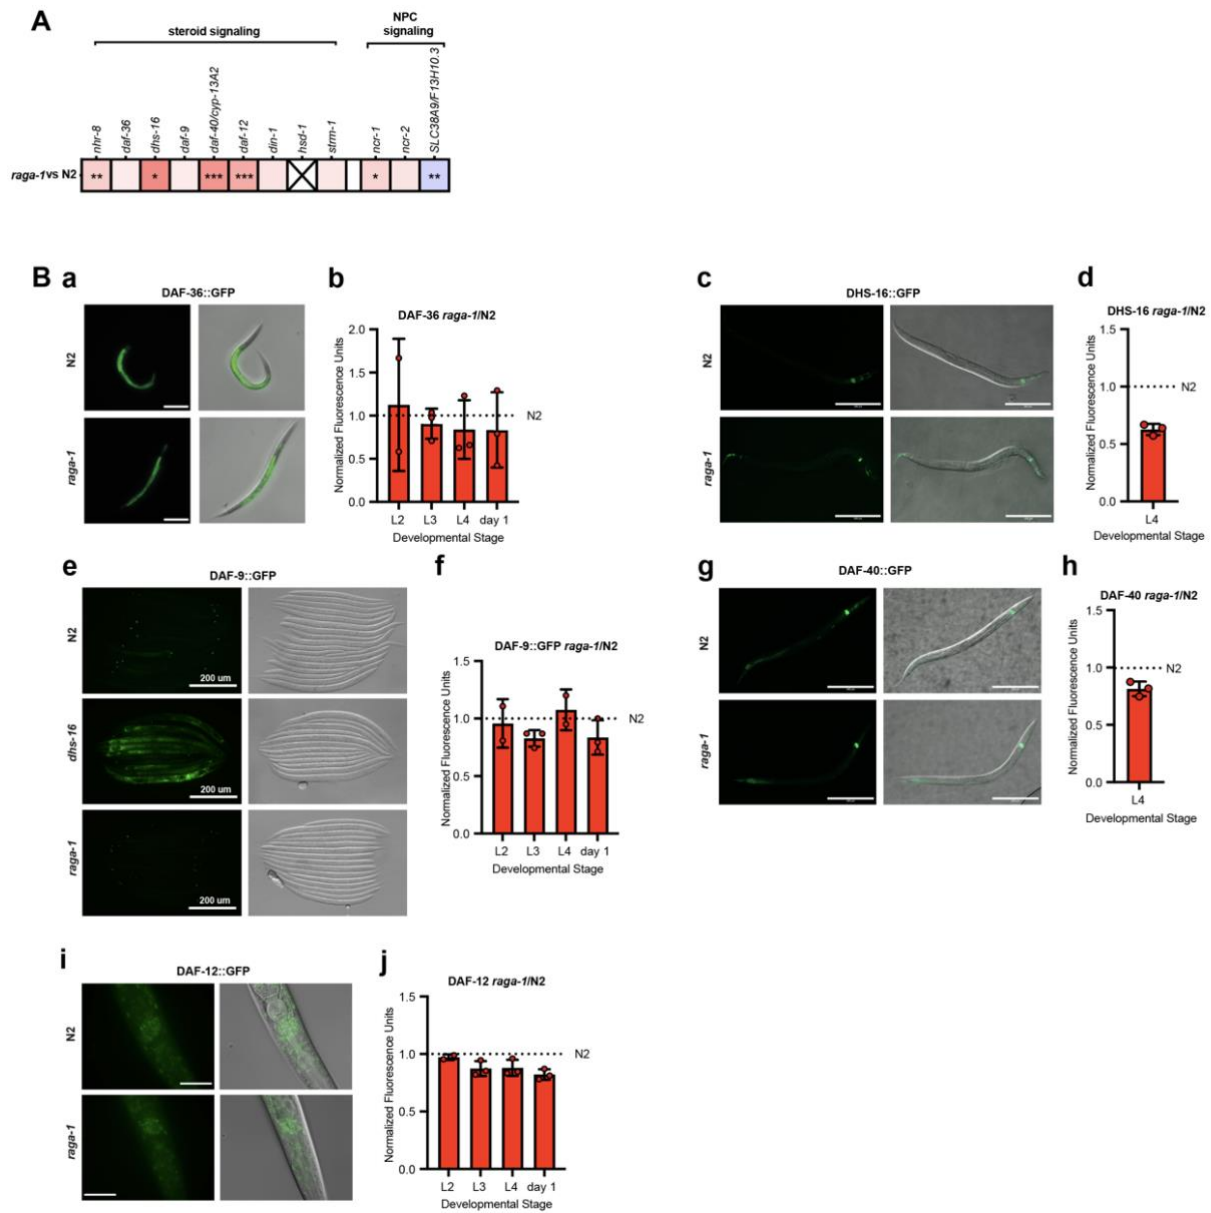 A
steroid signaling
NPC
signaling
nhr-8
daf-36
dhs-16
daf-9
daf-40/cyp-13A2
daf-12
din-1
hsd-1
strm-1
ncr-1
ncr-2
SLC38A9/F13H10.3
raga-1 vs N2
**
*
***
***
*
**
B
a
DAF-36::GFP
N2
raga-1
b
DAF-36 raga-1/N2
Normalized Fluorescence Units
2.0
1.5
1.0
0.5
0.0
N2
L2 L3 L4 day 1
Developmental Stage
c
DHS-16::GFP
N2
raga-1
d
DHS-16 raga-1/N2
Normalized Fluorescence Units
1.5
1.0
0.5
0.0
N2
L4
Developmental Stage
e
DAF-9::GFP
N2
200 um
dhs-16
200 um
raga-1
200 um
f
DAF-9::GFP raga-1/N2
Normalized Fluorescence Units
1.5
1.0
0.5
0.0
N2
L2 L3 L4 day 1
Developmental Stage
g
DAF-40::GFP
N2
raga-1
h
DAF-40 raga-1/N2
Normalized Fluorescence Units
1.5
1.0
0.5
0.0
N2
L4
Developmental Stage
i
DAF-12::GFP
N2
raga-1
j
DAF-12 raga-1/N2
Normalized Fluorescence Units
1.5
1.0
0.5
0.0
N2
L2 L3 L4 day 1
Developmental Stage